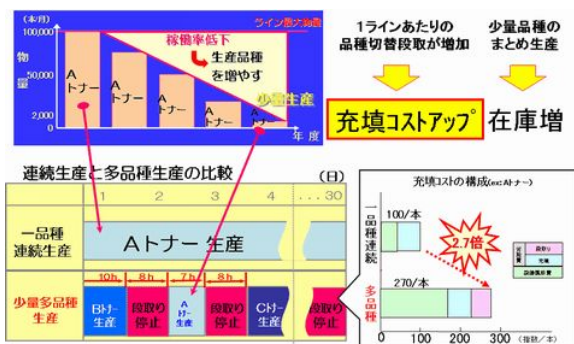 (本/月)
ライン最大物量
100,000
稼働率低下
生産品種
を増やす
物
量
50,000
2,000
0
A
トナー
A
トナー
A
トナー
A
トナー
A
トナー
少量生産
年 度
1ラインあたりの
品種切替段取が増加
少量品種の
まとめ生産
充填コストアップ
在庫増
連続生産と多品種生産の比較
(日)
1 2 3 4 ...30
一品種
連続生産
Aトナー 生産
少量多品種
生産
10h 8h 7h 8h
Bトナー
生産
段取り
停止
A
トナー
生産
段取り
停止
Cトナー
生産
段取り
停止
充填コストの構成(ex:Aトナー)
一品種連続
100/本
2.7倍
多品種
270/本
段取り
充填
0 100 200 300 400
(指数/本)